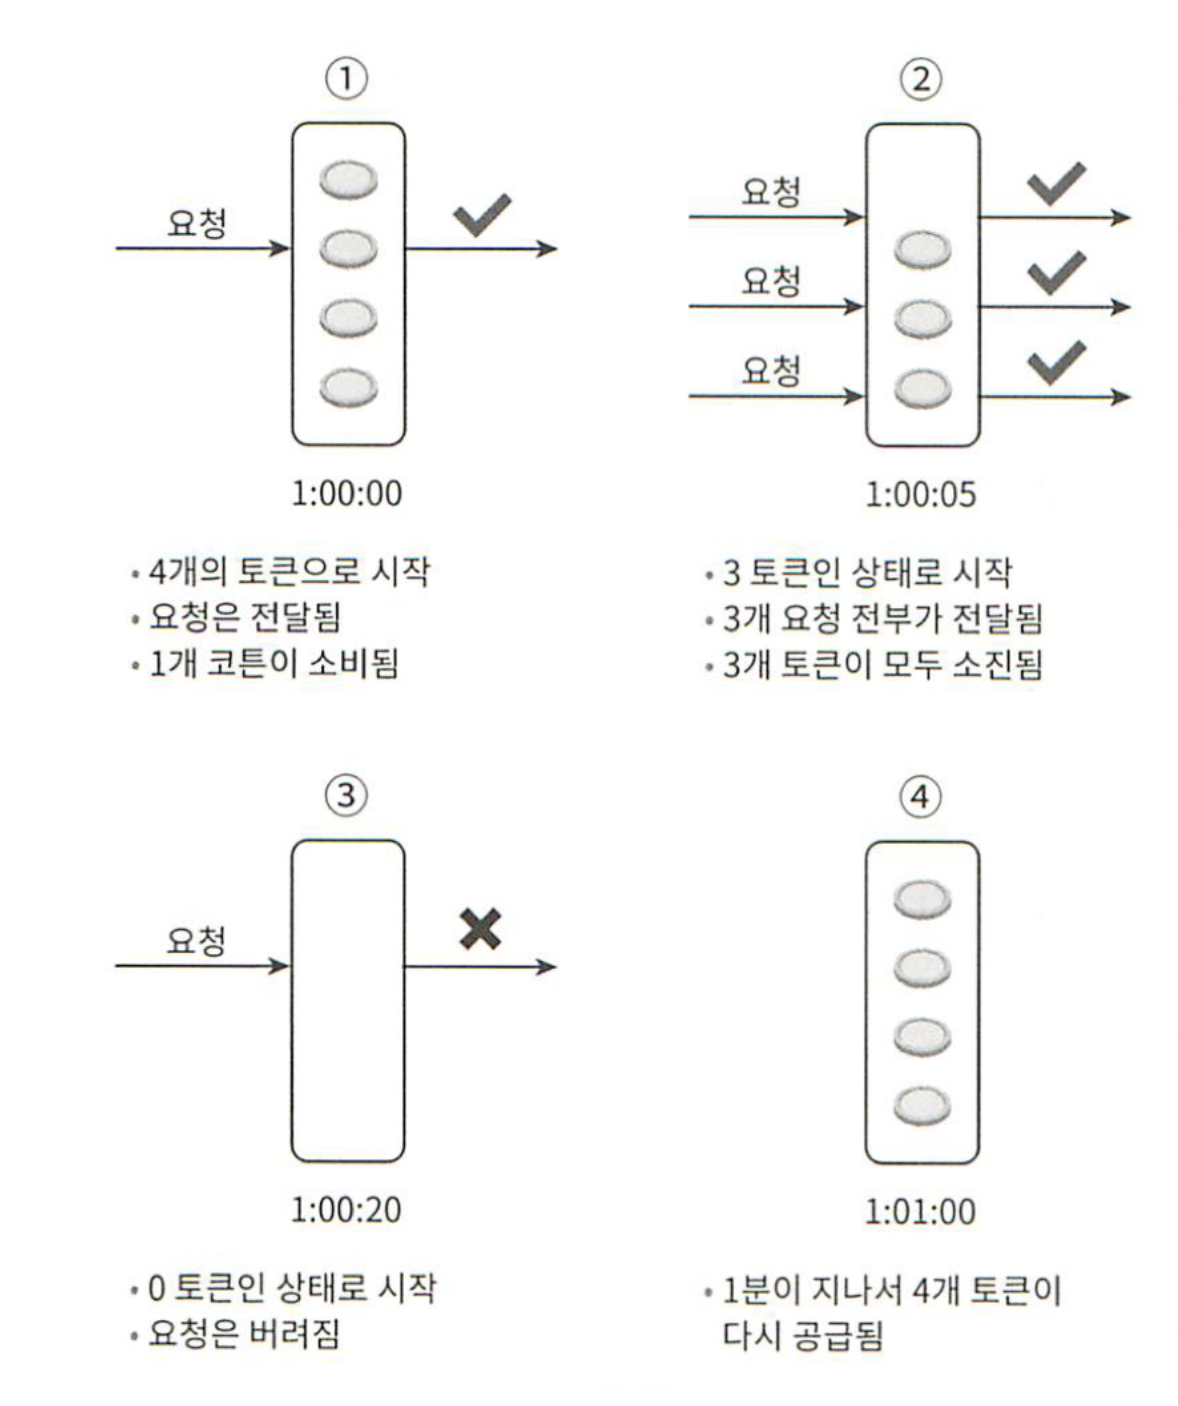 ①
요청
1:00:00
• 4개의 토큰으로 시작
• 요청은 전달됨
• 1개 코튼이 소비됨
②
요청
요청
요청
1:00:05
• 3 토큰인 상태로 시작
• 3개 요청 전부가 전달됨
• 3개 토큰이 모두 소진됨
③
요청
1:00:20
• 0 토큰인 상태로 시작
• 요청은 버려짐
④
1:01:00
• 1분이 지나서 4개 토큰이
다시 공급됨